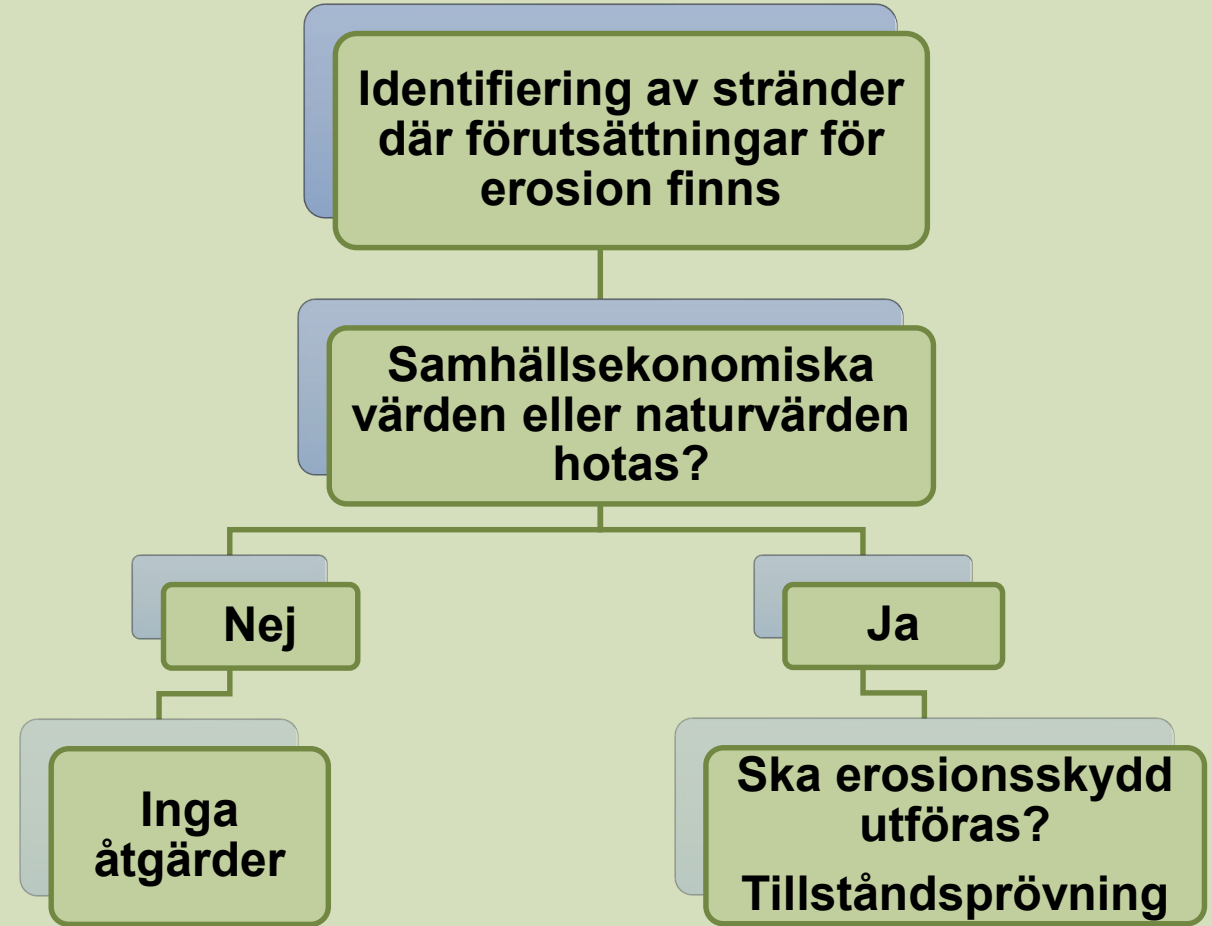 Identifiering av stränder
där förutsättningar för
erosion finns
Samhällsekonomiska
värden eller naturvärden
hotas?
Nej
Ja
Inga
åtgärder
Ska erosionsskydd
utföras?
Tillståndsprövning